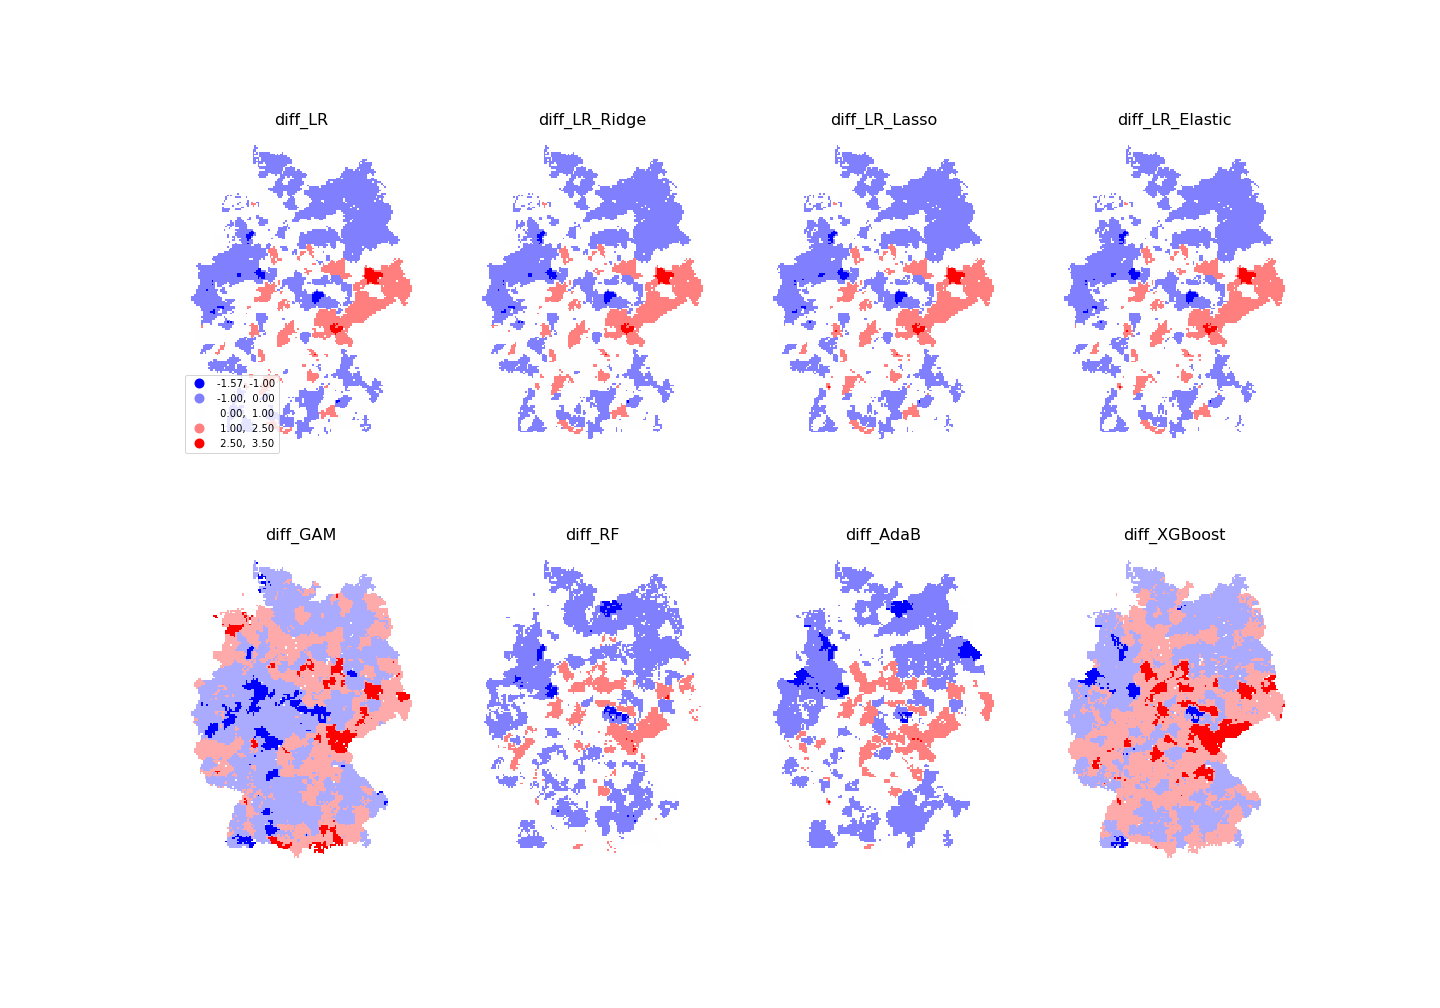 diff_LR
diff_LR_Ridge
diff_LR_Lasso
diff_LR_Elastic
-1.57, -1.00
-1.00, 0.00
0.00, 1.00
1.00, 2.50
2.50, 3.50
diff_GAM
diff_RF
diff_AdaB
diff_XGBoost